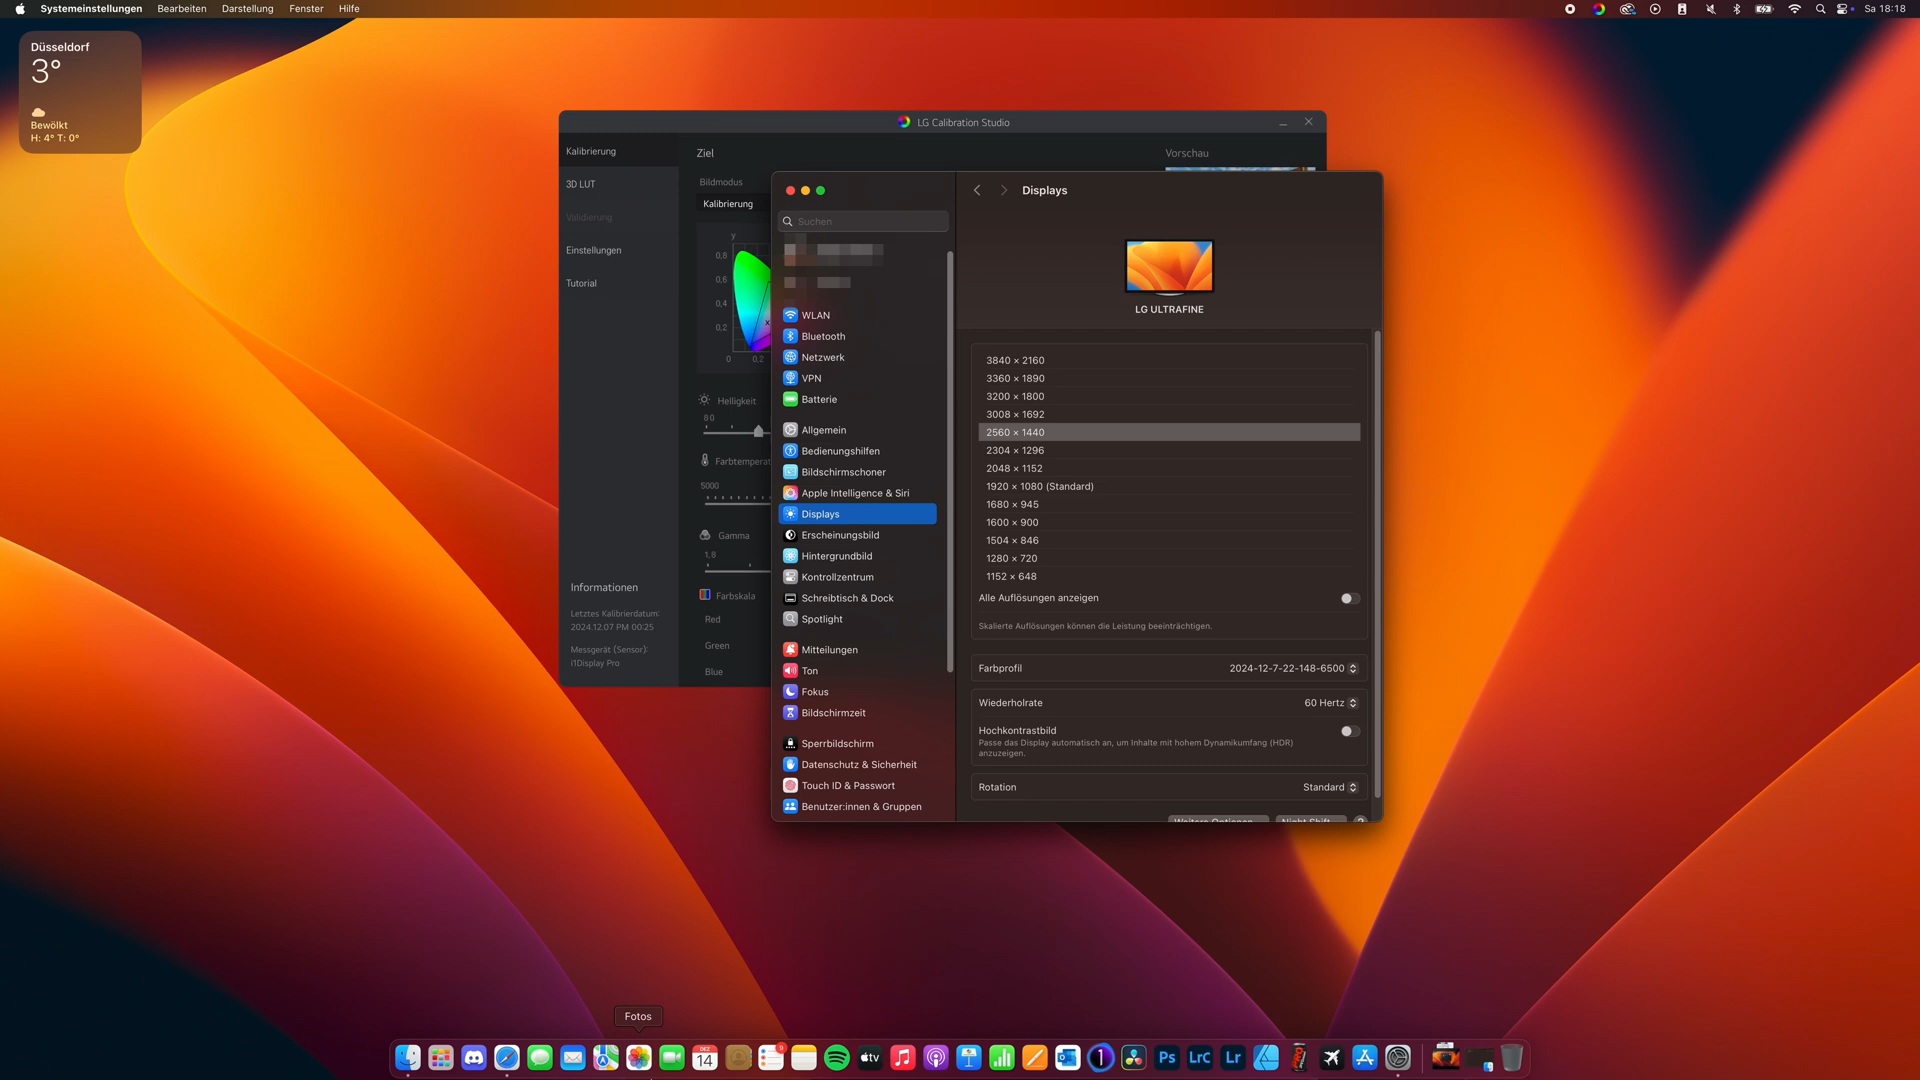 Systemeinstellungen Bearbeiten Darstellung Fenster Hilfe
Sa 18:18
Düsseldorf
3°
Bewölkt
H: 4° T: 0°
LG Calibration Studio
Kalibrierung
3D LUT
Validierung
Einstellungen
Tutorial
Informationen
Letztes Kalibrierdatum:
2024.12.07 PM 00:25
Messgerät (Sensor):
i1Display Pro
Ziel
Vorschau
Bildmodus
Kalibrierung
y
0,8
0,6
0,4
0,2
0
0,2
x
Helligkeit
80
Farbtemperat
5000
Gamma
1,8
Farbskala
Red
Green
Blue
Suchen
WLAN
Bluetooth
Netzwerk
VPN
Batterie
Allgemein
Bedienungshilfen
Bildschirmschoner
Apple Intelligence & Siri
Displays
Erscheinungsbild
Hintergrundbild
Kontrollzentrum
Schreibtisch & Dock
Spotlight
Mitteilungen
Ton
Fokus
Bildschirmzeit
Sperrbildschirm
Datenschutz & Sicherheit
Touch ID & Passwort
Benutzer:innen & Gruppen
Displays
LG ULTRAFINE
3840 × 2160
3360 × 1890
3200 × 1800
3008 × 1692
2560 × 1440
2304 × 1296
2048 × 1152
1920 × 1080 (Standard)
1680 × 945
1600 × 900
1504 × 846
1280 × 720
1152 × 648
Alle Auflösungen anzeigen
Skalierte Auflösungen können die Leistung beeinträchtigen.
Farbprofil 2024-12-7-22-148-6500
Wiederholrate 60 Hertz
Hochkontrastbild
Passe das Display automatisch an, um Inhalte mit hohem Dynamikumfang (HDR)
anzuzeigen.
Rotation Standard
Weitere Optionen... Night Shift... ?
Fotos
DEZ
14
9
tv
1
Ps
LrC
Lr